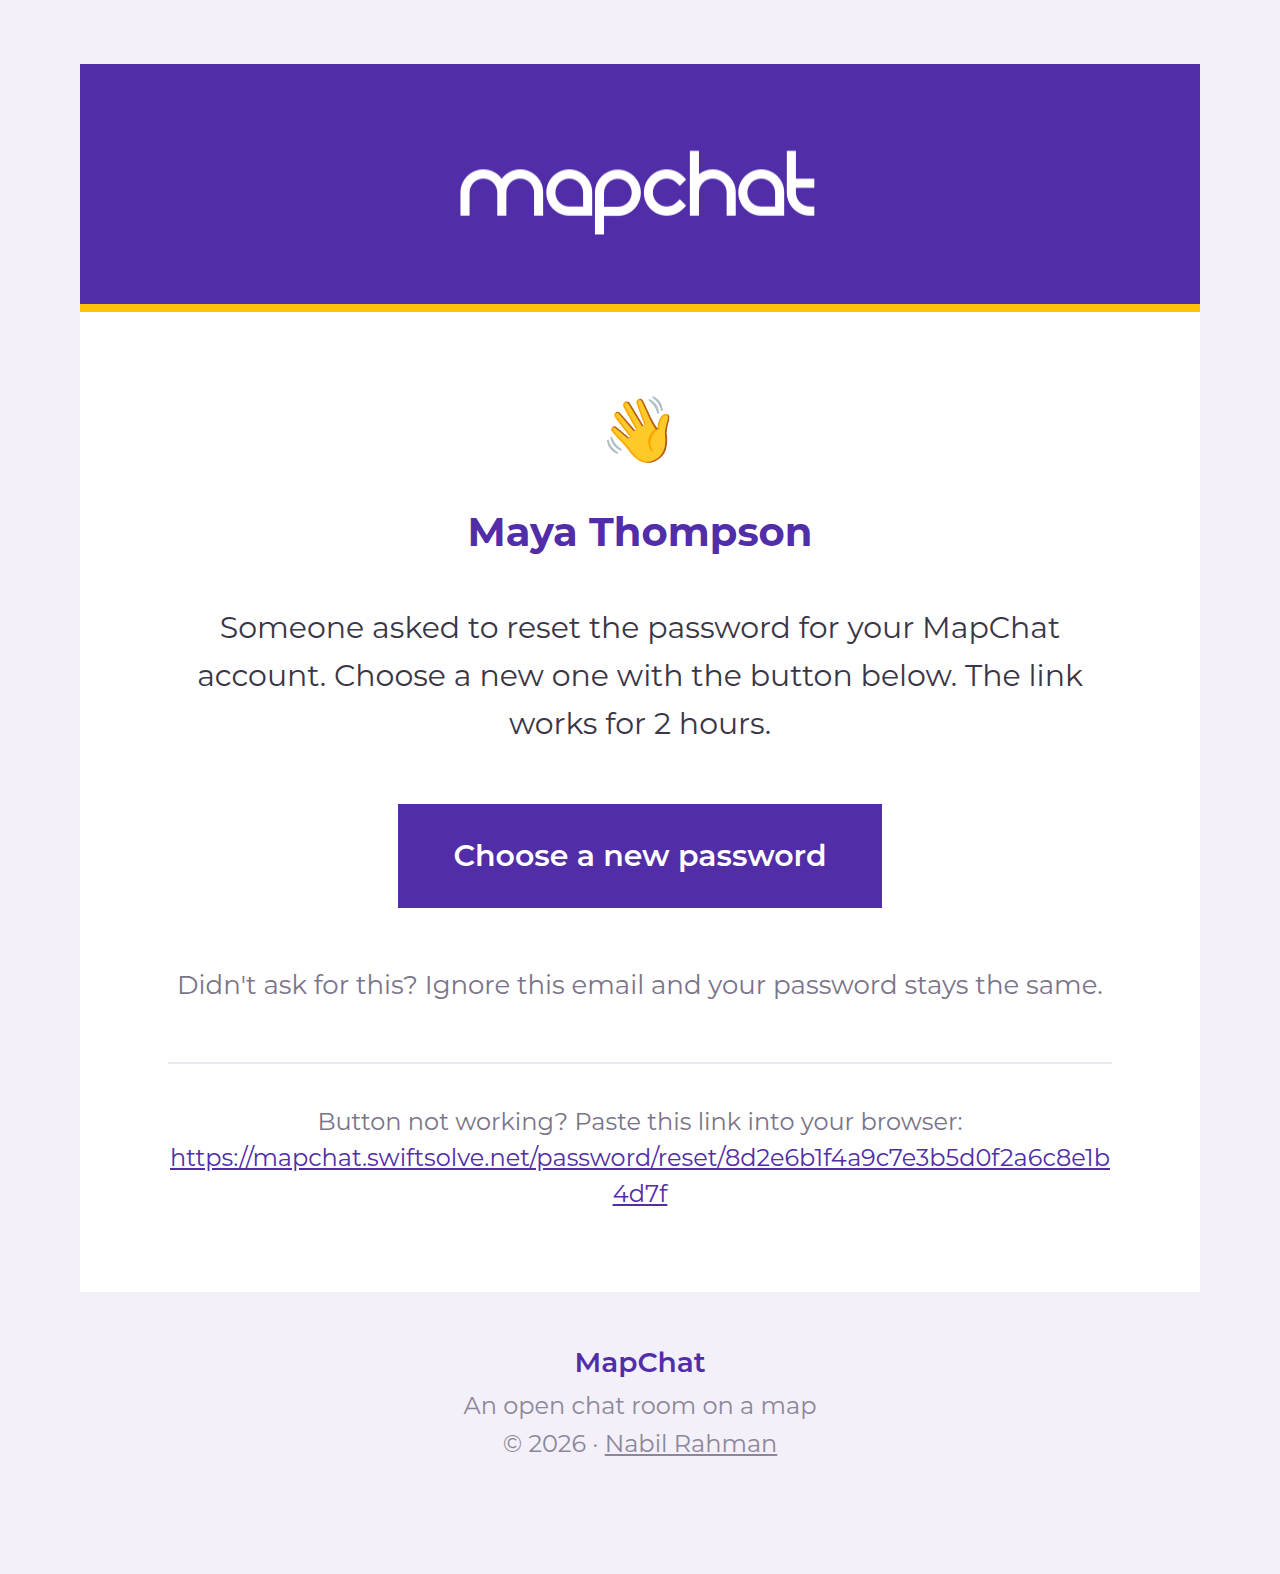 mapchat
Maya Thompson
Someone asked to reset the password for your MapChat
account. Choose a new one with the button below. The link
works for 2 hours.
Choose a new password
Didn't ask for this? Ignore this email and your password stays the same.
Button not working? Paste this link into your browser:
https://mapchat.swiftsolve.net/password/reset/8d2e6b1f4a9c7e3b5d0f2a6c8e1b
4d7f
MapChat
An open chat room on a map
© 2026 · Nabil Rahman